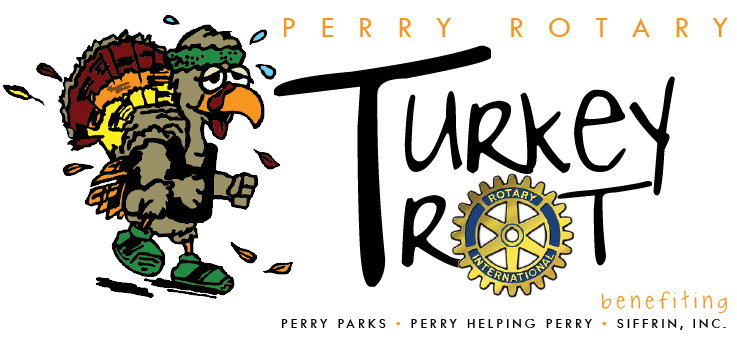 PERRY ROTARY
TURKEY
TROT
ROTARY
INTERNATIONAL
benefiting
PERRY PARKS • PERRY HELPING PERRY • SIFFRIN, INC.